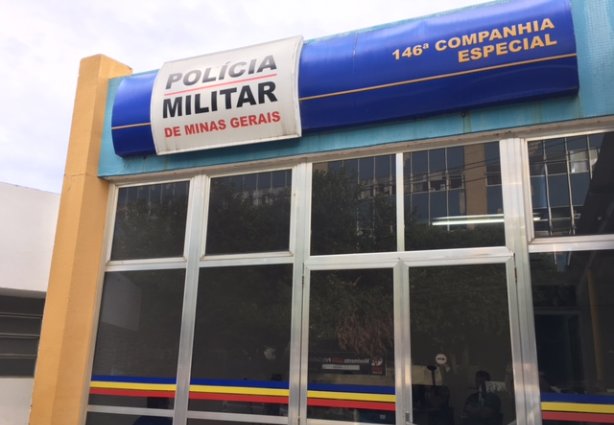 POLÍCIA
MILITAR
DE MINAS GERAIS
146ª COMPANHIA
ESPECIAL